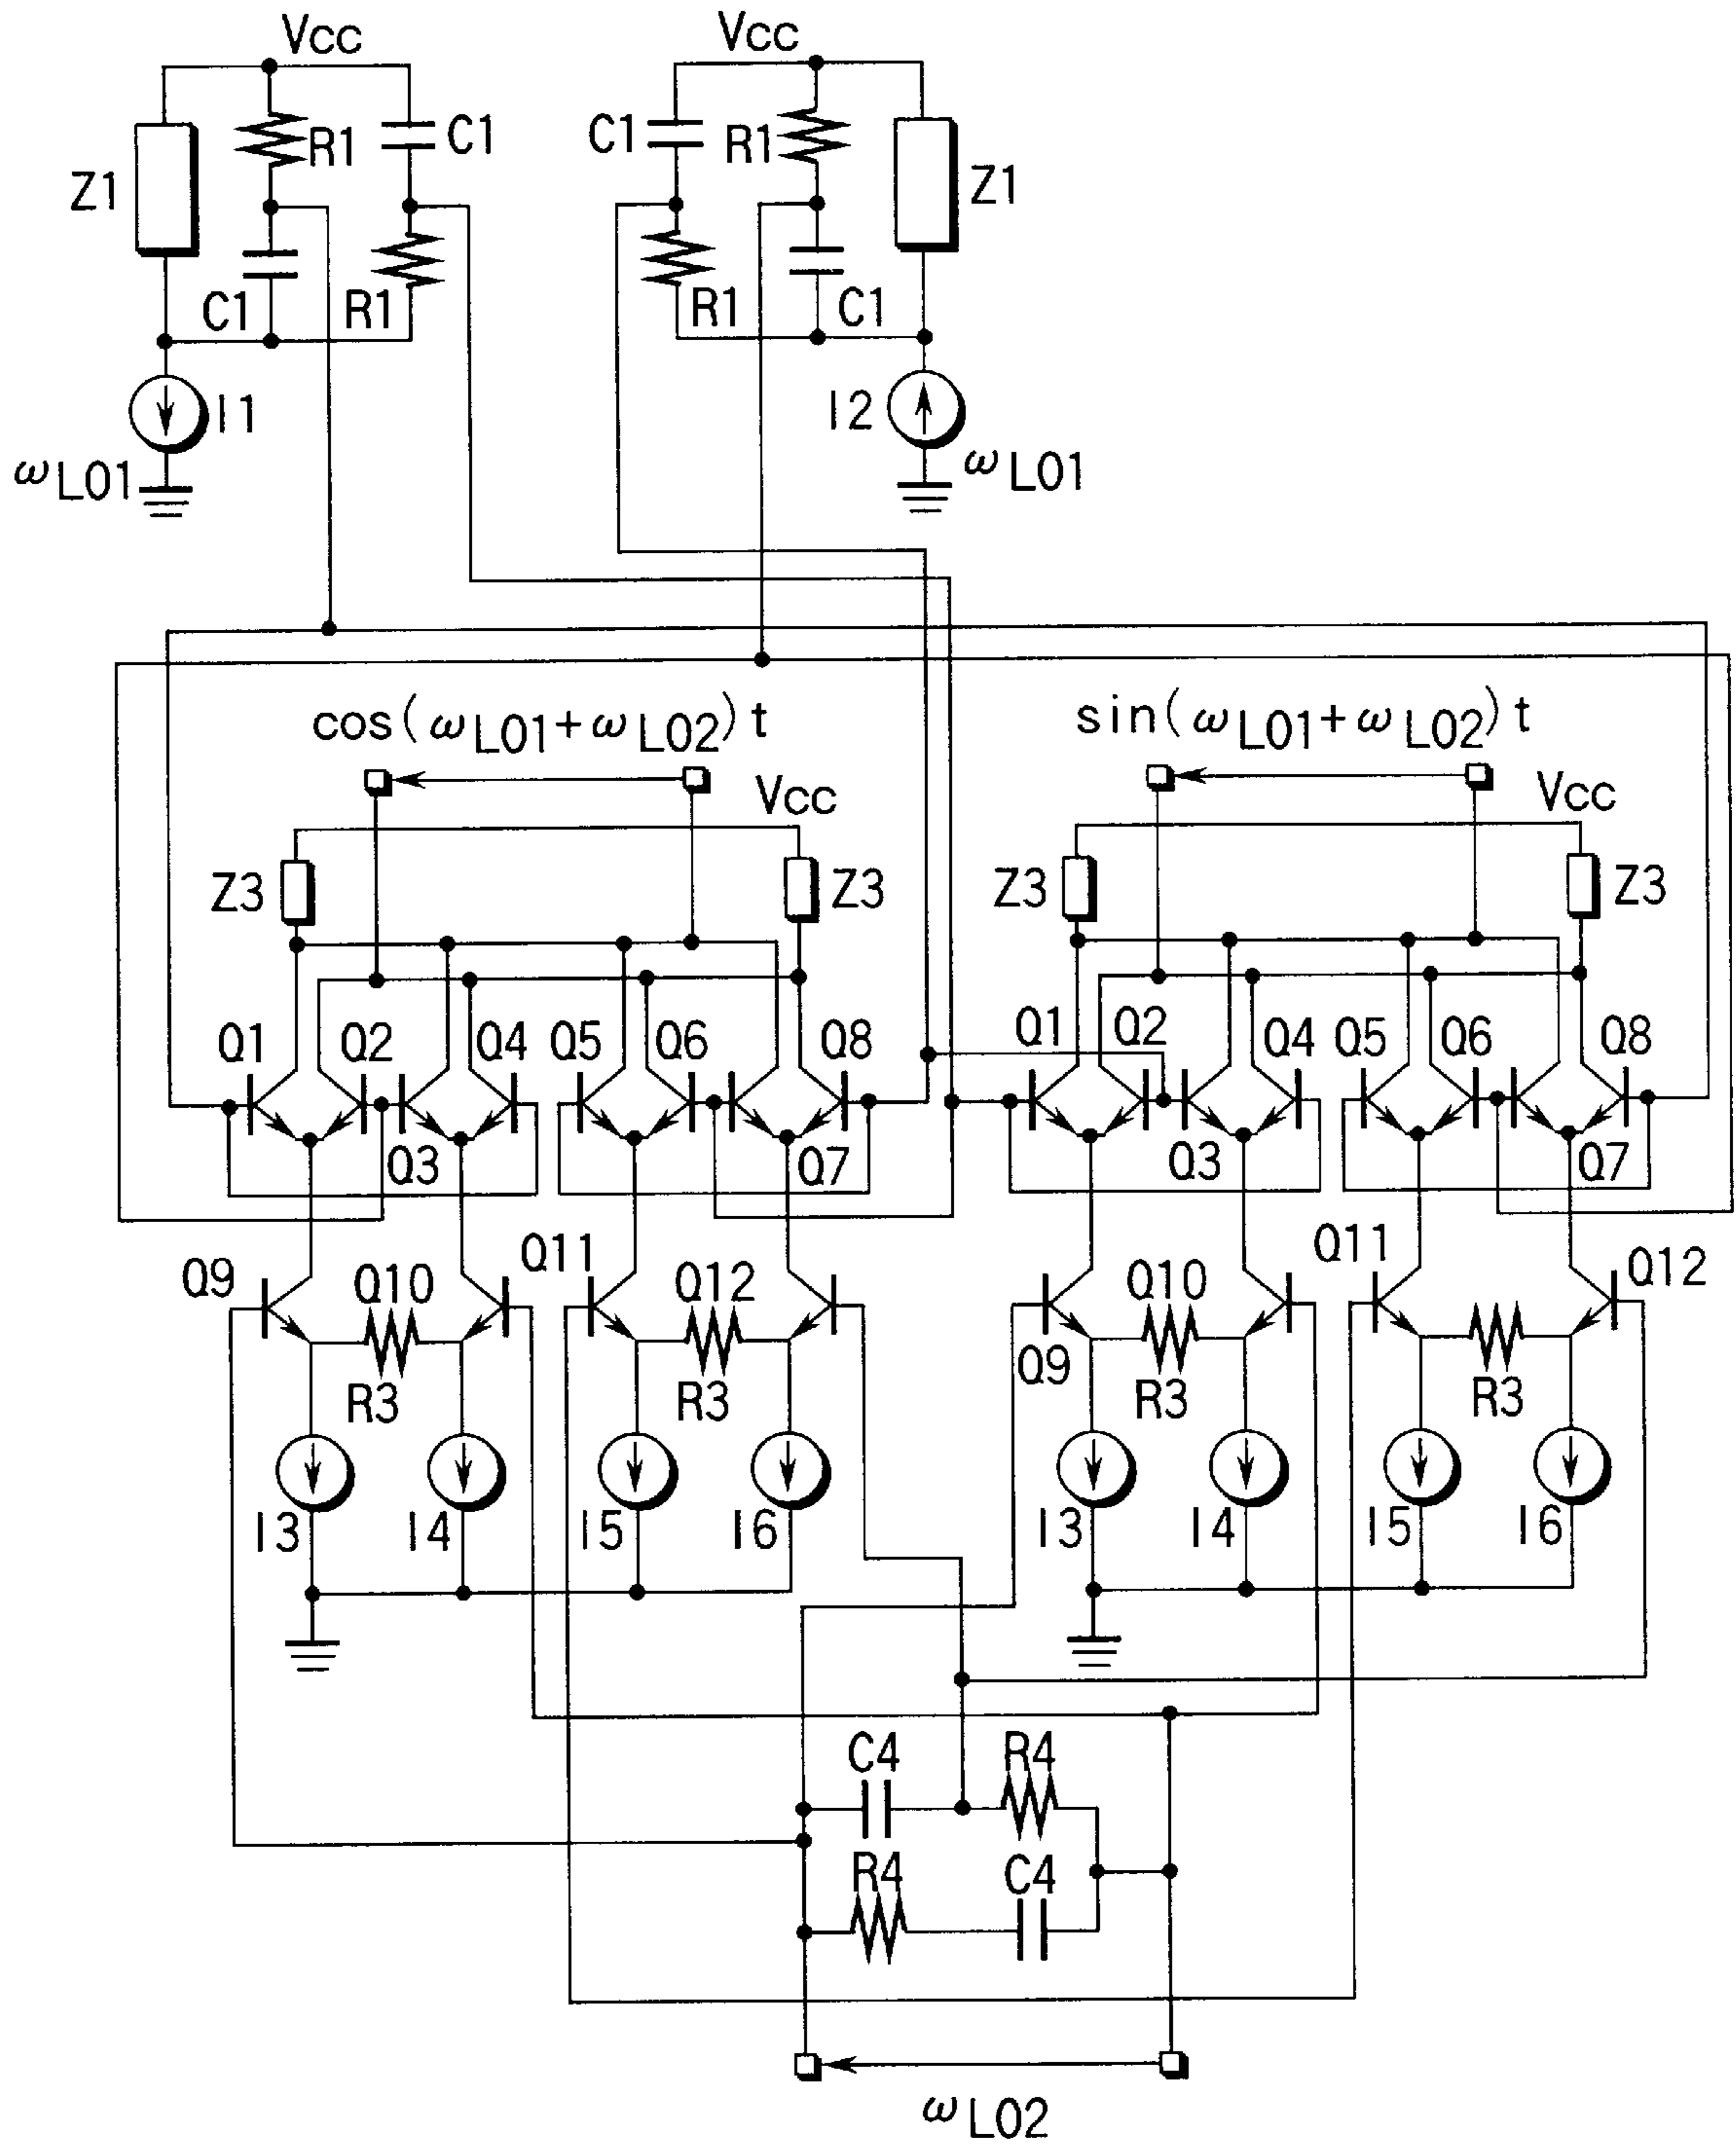 Vcc Vcc
R1 C1 C1 R1
Z1 Z1
C1 R1 R1 C1
I1 I2
ωL01 ωL01
cos(ωL01+ωL02)t sin(ωL01+ωL02)t
Vcc Vcc
Z3 Z3 Z3 Z3
Q1 Q2 Q4 Q5 Q6 Q8 Q1 Q2 Q4 Q5 Q6 Q8
Q3 Q7 Q3 Q7
Q9 Q10 Q11 Q12 Q10 Q11 Q12
Q9
R3 R3 R3 R3
I3 I4 I5 I6 I3 I4 I5 I6
C4 R4
R4 C4
ωL02